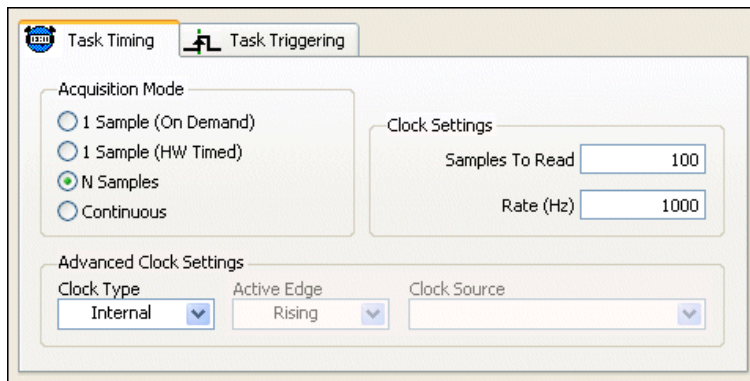 Task Timing
Task Triggering
Acquisition Mode
1 Sample (On Demand)
1 Sample (HW Timed)
N Samples
Continuous
Clock Settings
Samples To Read 100
Rate (Hz) 1000
Advanced Clock Settings
Clock Type Active Edge Clock Source
Internal Rising